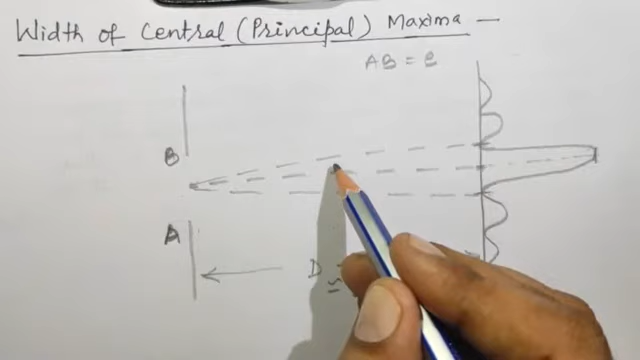 Width of Central (Principal) Maxima —
AB = e
B
A
D